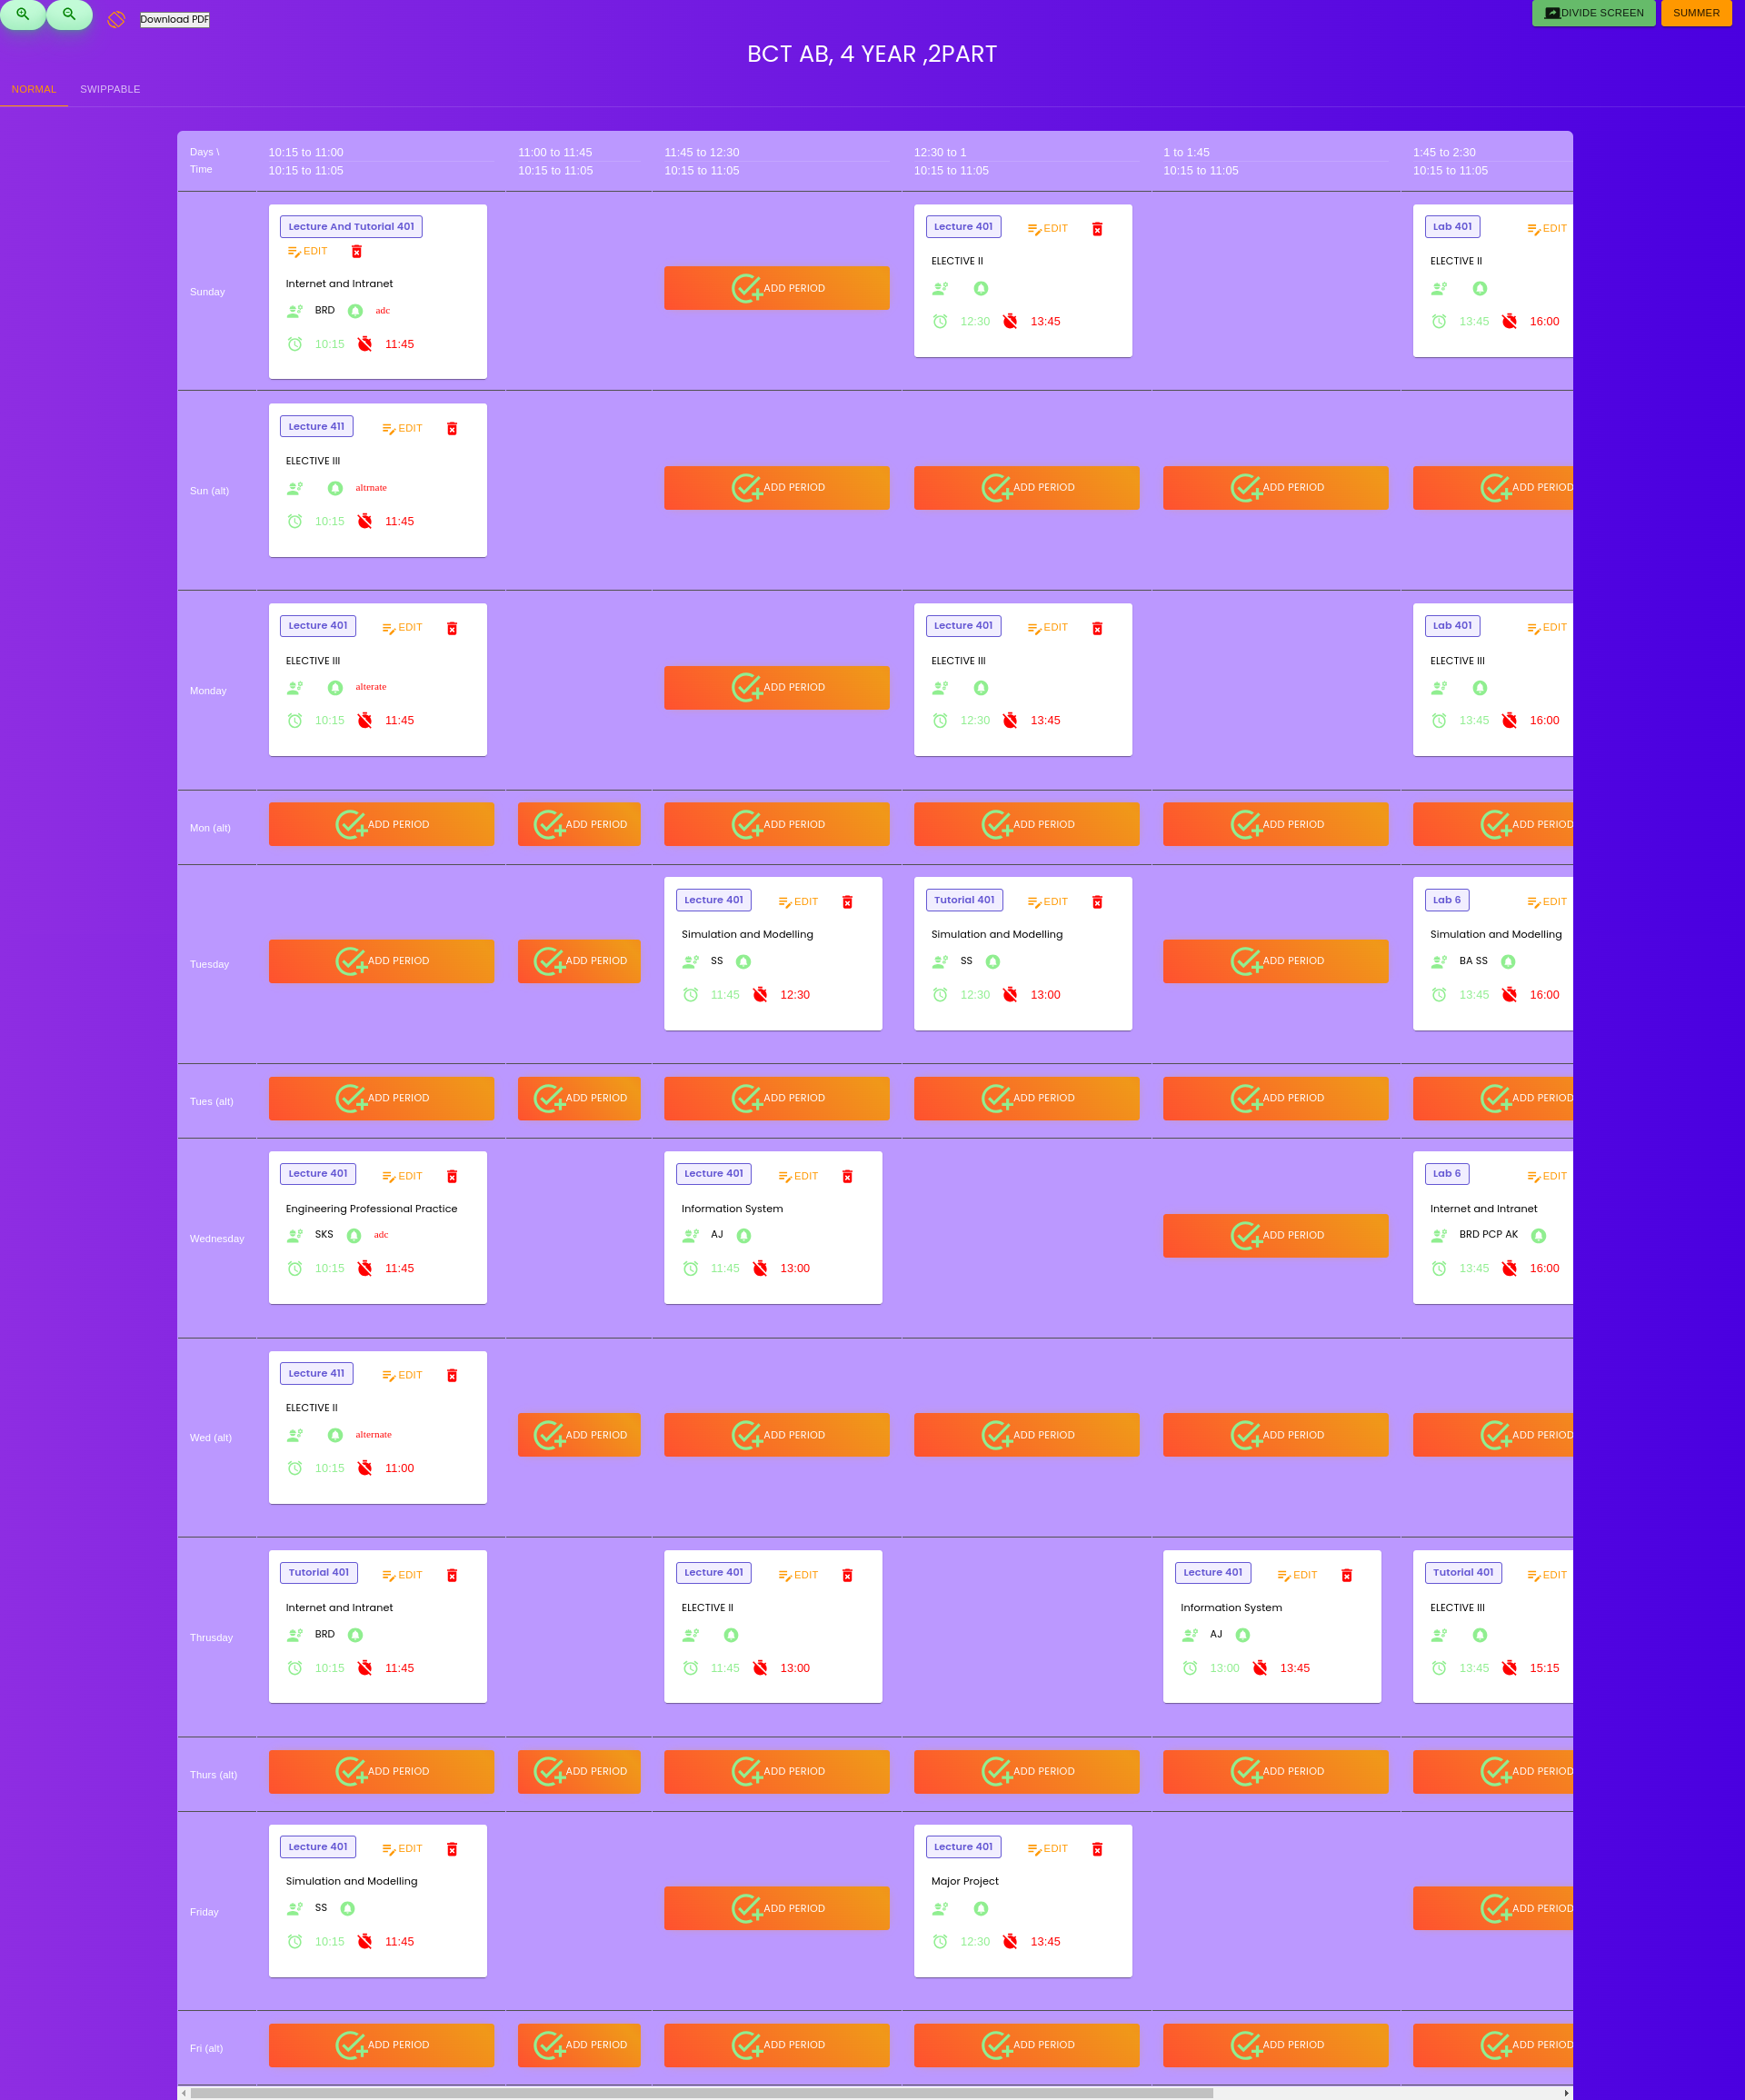 Download PDF
DIVIDE SCREEN
SUMMER
BCT AB, 4 YEAR ,2PART
NORMAL
SWIPPABLE
Days \ Time
10:15 to 11:00
10:15 to 11:05
11:00 to 11:45
10:15 to 11:05
11:45 to 12:30
10:15 to 11:05
12:30 to 1
10:15 to 11:05
1 to 1:45
10:15 to 11:05
1:45 to 2:30
10:15 to 11:05
Sunday
Lecture And Tutorial 401
EDIT
Internet and Intranet
BRD
adc
10:15
11:45
ADD PERIOD
Lecture 401
EDIT
ELECTIVE II
12:30
13:45
Lab 401
EDIT
ELECTIVE II
13:45
16:00
Sun (alt)
Lecture 411
EDIT
ELECTIVE III
altrnate
10:15
11:45
ADD PERIOD
ADD PERIOD
ADD PERIOD
ADD PERIOD
Monday
Lecture 401
EDIT
ELECTIVE III
alterate
10:15
11:45
ADD PERIOD
Lecture 401
EDIT
ELECTIVE III
12:30
13:45
Lab 401
EDIT
ELECTIVE III
13:45
16:00
Mon (alt)
ADD PERIOD
ADD PERIOD
ADD PERIOD
ADD PERIOD
ADD PERIOD
ADD PERIOD
Tuesday
ADD PERIOD
ADD PERIOD
Lecture 401
EDIT
Simulation and Modelling
SS
11:45
12:30
Tutorial 401
EDIT
Simulation and Modelling
SS
12:30
13:00
ADD PERIOD
Lab 6
EDIT
Simulation and Modelling
BA SS
13:45
16:00
Tues (alt)
ADD PERIOD
ADD PERIOD
ADD PERIOD
ADD PERIOD
ADD PERIOD
ADD PERIOD
Wednesday
Lecture 401
EDIT
Engineering Professional Practice
SKS
adc
10:15
11:45
Lecture 401
EDIT
Information System
AJ
11:45
13:00
ADD PERIOD
Lab 6
EDIT
Internet and Intranet
BRD PCP AK
13:45
16:00
Wed (alt)
Lecture 411
EDIT
ELECTIVE II
alternate
10:15
11:00
ADD PERIOD
ADD PERIOD
ADD PERIOD
ADD PERIOD
ADD PERIOD
Thrusday
Tutorial 401
EDIT
Internet and Intranet
BRD
10:15
11:45
Lecture 401
EDIT
ELECTIVE II
11:45
13:00
Lecture 401
EDIT
Information System
AJ
13:00
13:45
Tutorial 401
EDIT
ELECTIVE III
13:45
15:15
Thurs (alt)
ADD PERIOD
ADD PERIOD
ADD PERIOD
ADD PERIOD
ADD PERIOD
ADD PERIOD
Friday
Lecture 401
EDIT
Simulation and Modelling
SS
10:15
11:45
ADD PERIOD
Lecture 401
EDIT
Major Project
12:30
13:45
ADD PERIOD
Fri (alt)
ADD PERIOD
ADD PERIOD
ADD PERIOD
ADD PERIOD
ADD PERIOD
ADD PERIOD